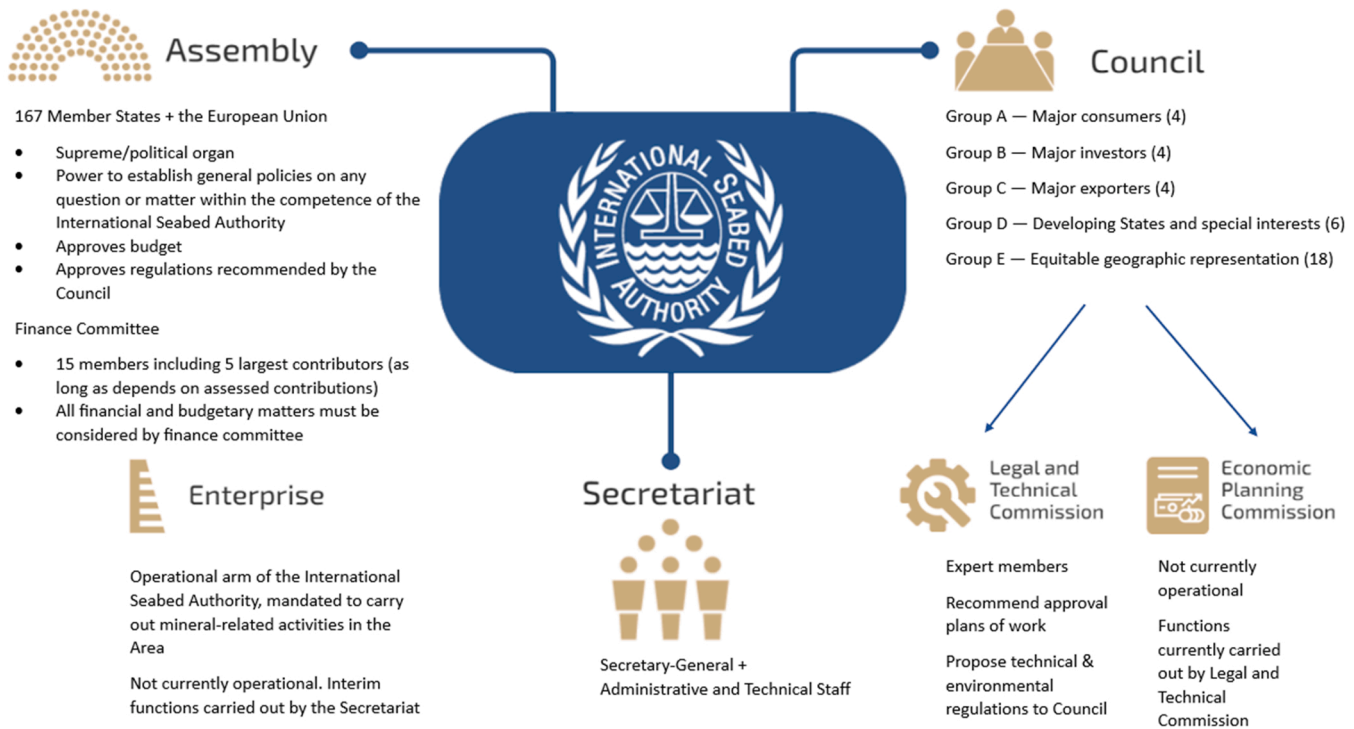 Assembly
167 Member States + the European Union
• Supreme/political organ
• Power to establish general policies on any
question or matter within the competence of the
International Seabed Authority
• Approves budget
• Approves regulations recommended by the
Council
Finance Committee
• 15 members including 5 largest contributors (as
long as depends on assessed contributions)
• All financial and budgetary matters must be
considered by finance committee
INTERNATIONAL SEABED
AUTHORITY
Council
Group A — Major consumers (4)
Group B — Major investors (4)
Group C — Major exporters (4)
Group D — Developing States and special interests (6)
Group E — Equitable geographic representation (18)
Enterprise
Operational arm of the International
Seabed Authority, mandated to carry
out mineral-related activities in the
Area
Not currently operational. Interim
functions carried out by the Secretariat
Secretariat
Secretary-General +
Administrative and Technical Staff
Legal and
Technical
Commission
Expert members
Recommend approval
plans of work
Propose technical &
environmental
regulations to Council
Economic
Planning
Commission
Not currently
operational
Functions
currently carried
out by Legal and
Technical
Commission